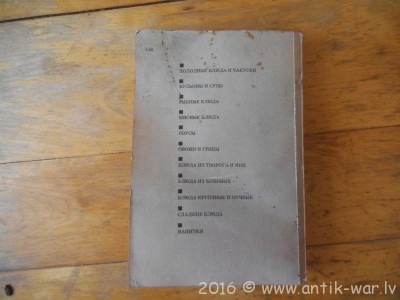 ХОЛОДНЫЕ БЛЮДА И ЗАКУСКИ
БУЛЬОНЫ И СУПЫ
РЫБНЫЕ БЛЮДА
МЯСНЫЕ БЛЮДА
СОУСЫ
ОВОЩИ И ГРИБЫ
БЛЮДА ИЗ ТВОРОГА И ЯИЦ
БЛЮДА ИЗ БОБОВЫХ
БЛЮДА КРУПЯНЫЕ И МУЧНЫЕ
СЛАДКИЕ БЛЮДА
НАПИТКИ
2016 © www.antik-war.lv